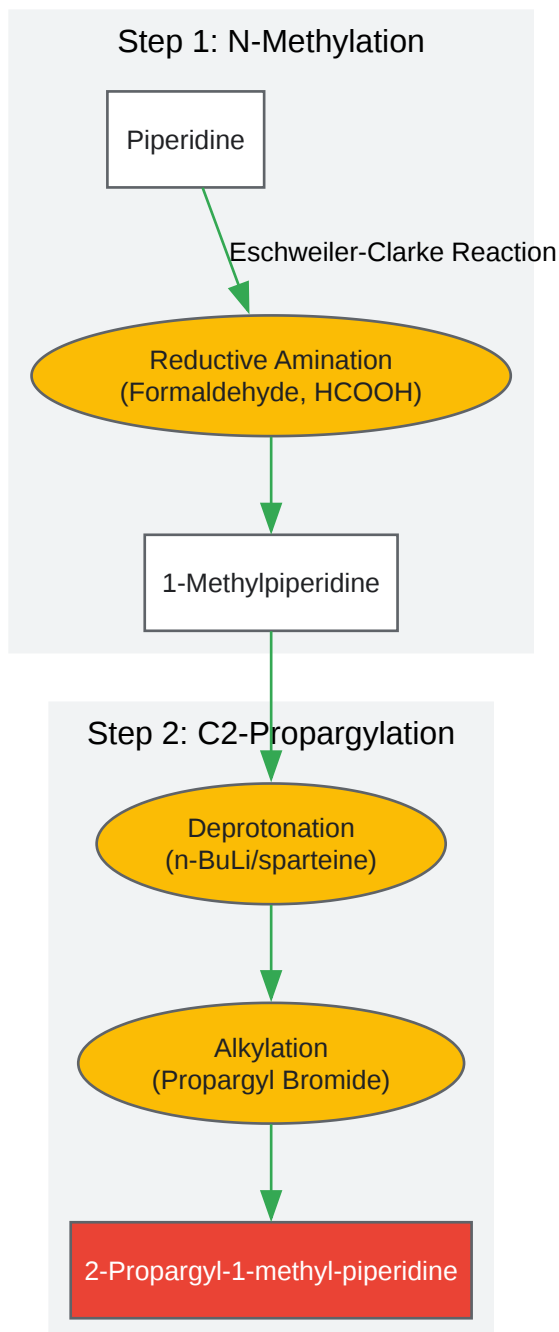 Step 1: N-Methylation
Piperidine
Eschweiler-Clarke Reaction
Reductive Amination
(Formaldehyde, HCOOH)
1-Methylpiperidine
Step 2: C2-Propargylation
Deprotonation
(n-BuLi/sparteine)
Alkylation
(Propargyl Bromide)
2-Propargyl-1-methyl-piperidine